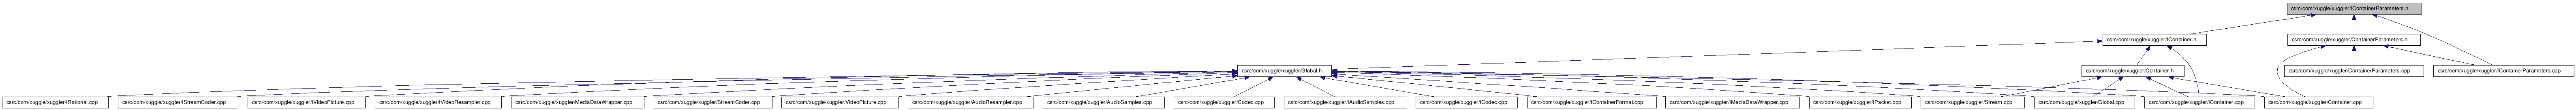 csrc/com/xuggle/xuggler/IContainerParameters.h
csrc/com/xuggle/xuggler/IContainer.h
csrc/com/xuggle/xuggler/ContainerParameters.h
csrc/com/xuggle/xuggler/Global.h
csrc/com/xuggle/xuggler/Container.h
csrc/com/xuggle/xuggler/ContainerParameters.cpp
csrc/com/xuggle/xuggler/IContainerParameters.cpp
csrc/com/xuggle/xuggler/IRational.cpp
csrc/com/xuggle/xuggler/IStreamCoder.cpp
csrc/com/xuggle/xuggler/IVideoPicture.cpp
csrc/com/xuggle/xuggler/IVideoResampler.cpp
csrc/com/xuggle/xuggler/MediaDataWrapper.cpp
csrc/com/xuggle/xuggler/StreamCoder.cpp
csrc/com/xuggle/xuggler/VideoPicture.cpp
csrc/com/xuggle/xuggler/AudioResampler.cpp
csrc/com/xuggle/xuggler/AudioSamples.cpp
csrc/com/xuggle/xuggler/Codec.cpp
csrc/com/xuggle/xuggler/IAudioSamples.cpp
csrc/com/xuggle/xuggler/ICodec.cpp
csrc/com/xuggle/xuggler/IContainerFormat.cpp
csrc/com/xuggle/xuggler/IMediaDataWrapper.cpp
csrc/com/xuggle/xuggler/IPacket.cpp
csrc/com/xuggle/xuggler/Stream.cpp
csrc/com/xuggle/xuggler/Global.cpp
csrc/com/xuggle/xuggler/IContainer.cpp
csrc/com/xuggle/xuggler/Container.cpp